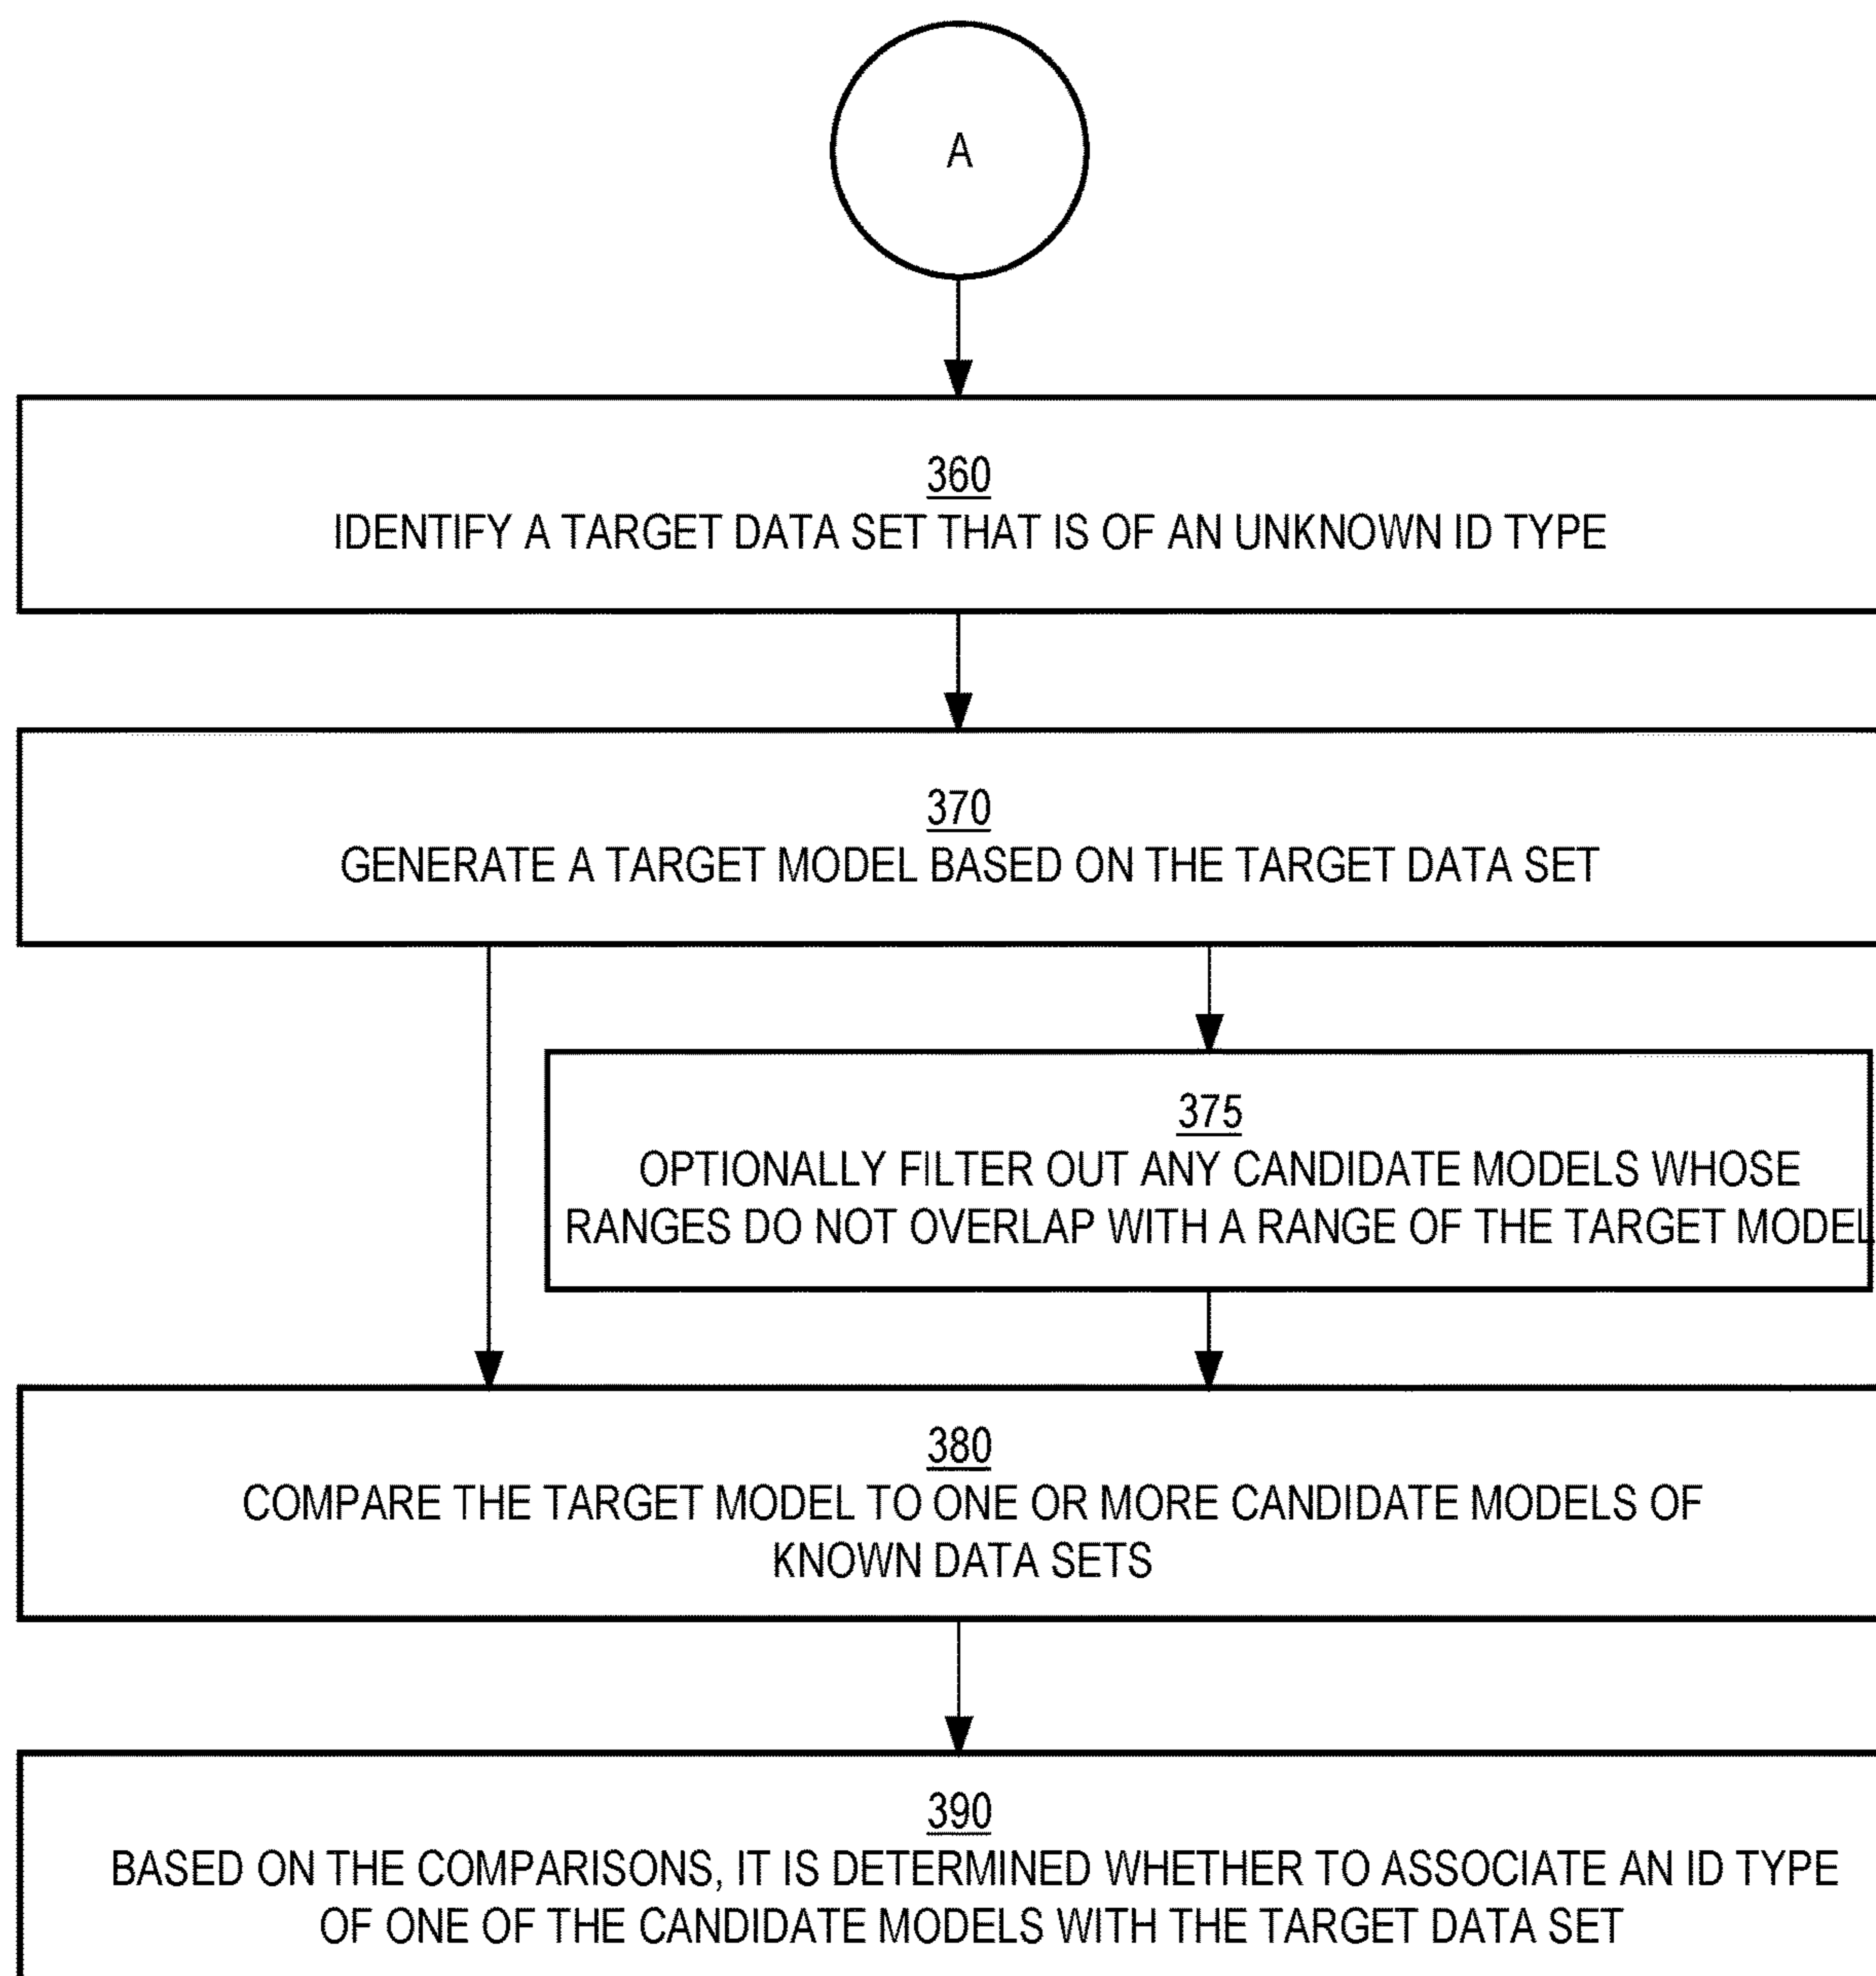 A
360
IDENTIFY A TARGET DATA SET THAT IS OF AN UNKNOWN ID TYPE
370
GENERATE A TARGET MODEL BASED ON THE TARGET DATA SET
375
OPTIONALLY FILTER OUT ANY CANDIDATE MODELS WHOSE
RANGES DO NOT OVERLAP WITH A RANGE OF THE TARGET MODEL
380
COMPARE THE TARGET MODEL TO ONE OR MORE CANDIDATE MODELS OF
KNOWN DATA SETS
390
BASED ON THE COMPARISONS, IT IS DETERMINED WHETHER TO ASSOCIATE AN ID TYPE
OF ONE OF THE CANDIDATE MODELS WITH THE TARGET DATA SET